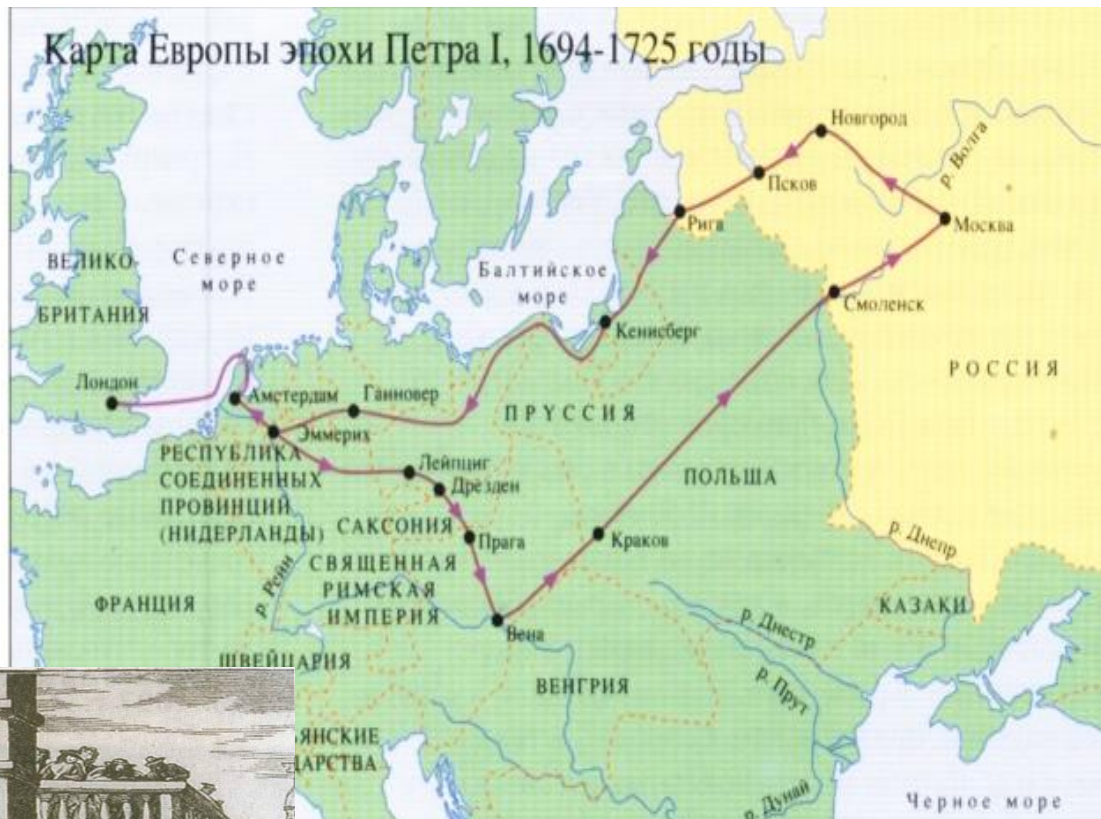 Карта Европы эпохи Петра I, 1694-1725 годы
Новгород
р. Волга
Псков
Москва
Рига
ВЕЛИКО-
БРИТАНИЯ
Северное
море
Балтийское
море
Смоленск
Кенисберг
РОССИЯ
Лондон
Амстердам
Ганновер
ПРУССИЯ
Эммерих
РЕСПУБЛИКА
СОЕДИНЕННЫХ
ПРОВИНЦИЙ
(НИДЕРЛАНДЫ)
Лейпциг
Дрезден
ПОЛЬША
САКСОНИЯ
Прага
Краков
р. Днепр
СВЯЩЕННАЯ
РИМСКАЯ
ИМПЕРИЯ
р. Рейн
ФРАНЦИЯ
КАЗАКИ
Вена
р. Днестр
ШВЕЙЦАРИЯ
ВЕНГРИЯ
р. Прут
ЯНСКИЕ
ДАРСТВА
р. Дунай
Черное море